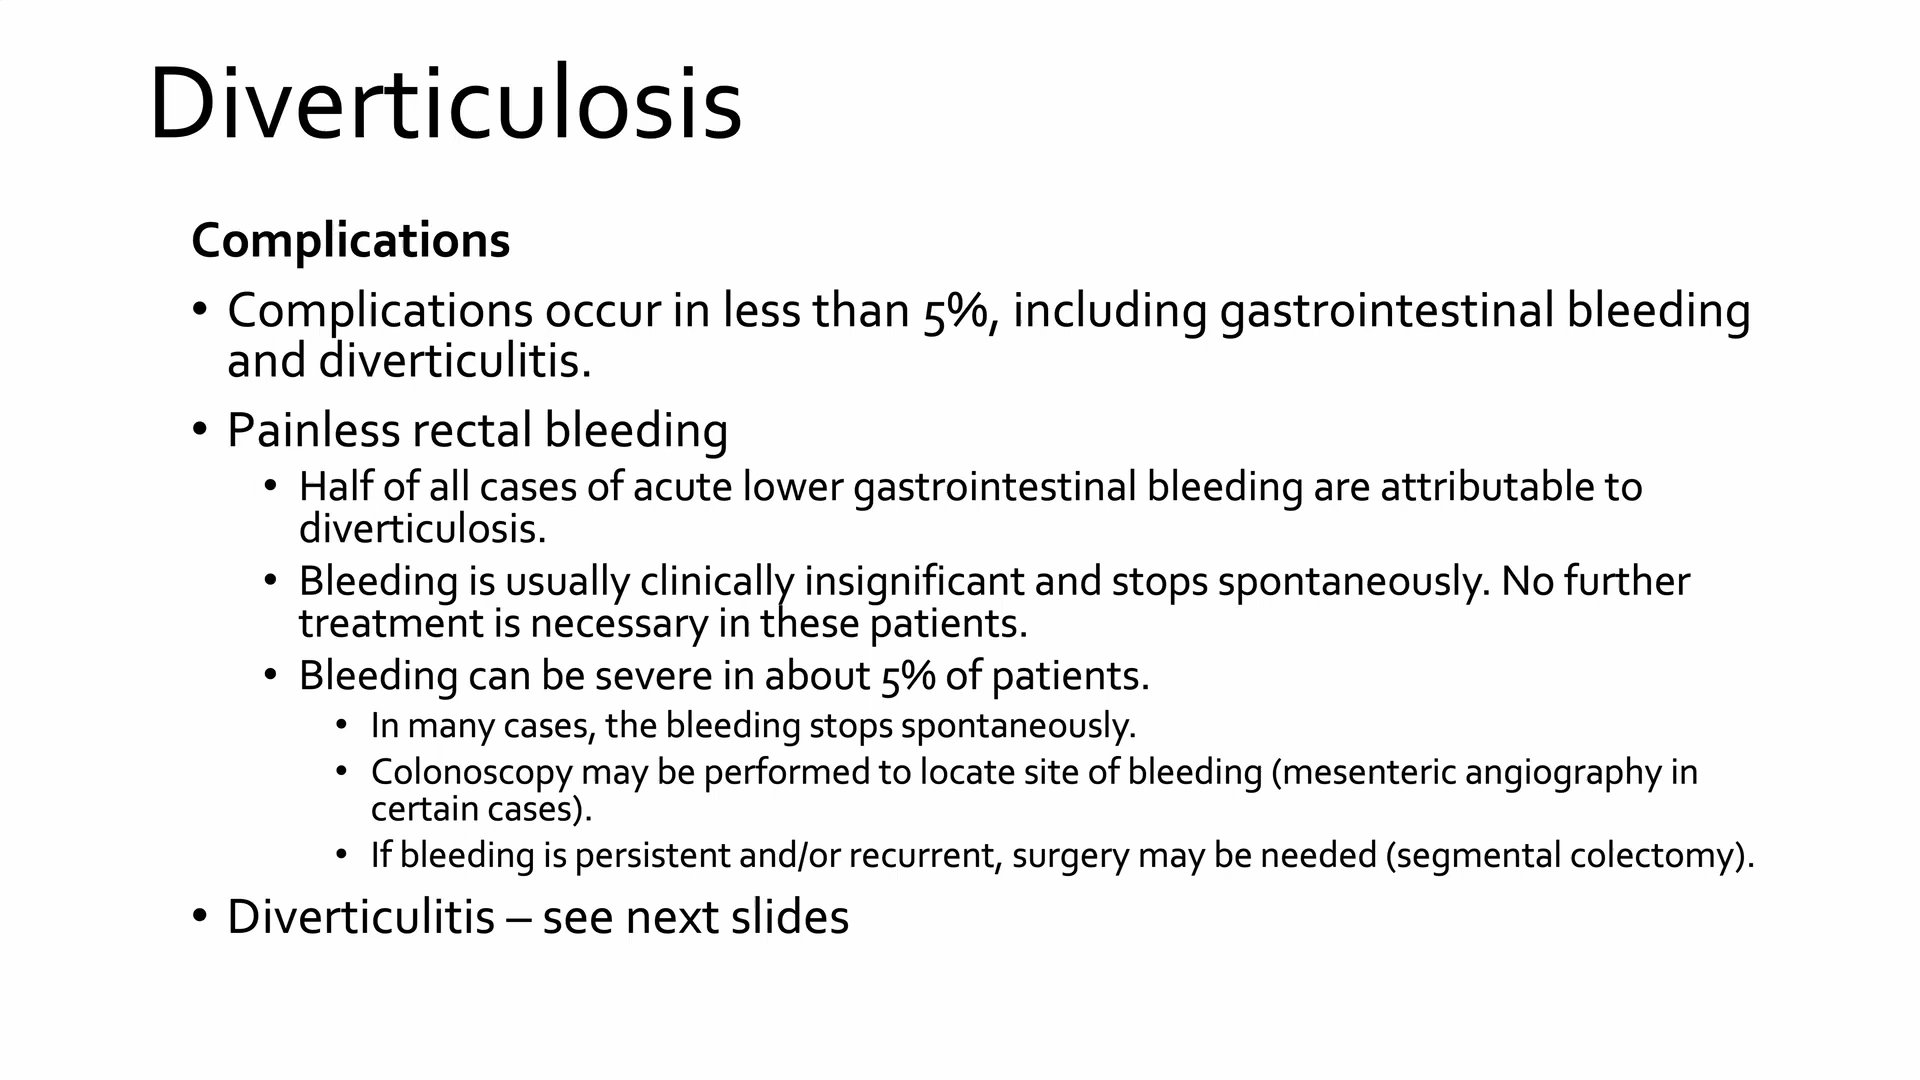 Diverticulosis
Complications
• Complications occur in less than 5%, including gastrointestinal bleeding
and diverticulitis.
• Painless rectal bleeding
• Half of all cases of acute lower gastrointestinal bleeding are attributable to
diverticulosis.
• Bleeding is usually clinically insignificant and stops spontaneously. No further
treatment is necessary in these patients.
• Bleeding can be severe in about 5% of patients.
• In many cases, the bleeding stops spontaneously.
• Colonoscopy may be performed to locate site of bleeding (mesenteric angiography in
certain cases).
• If bleeding is persistent and/or recurrent, surgery may be needed (segmental colectomy).
• Diverticulitis – see next slides